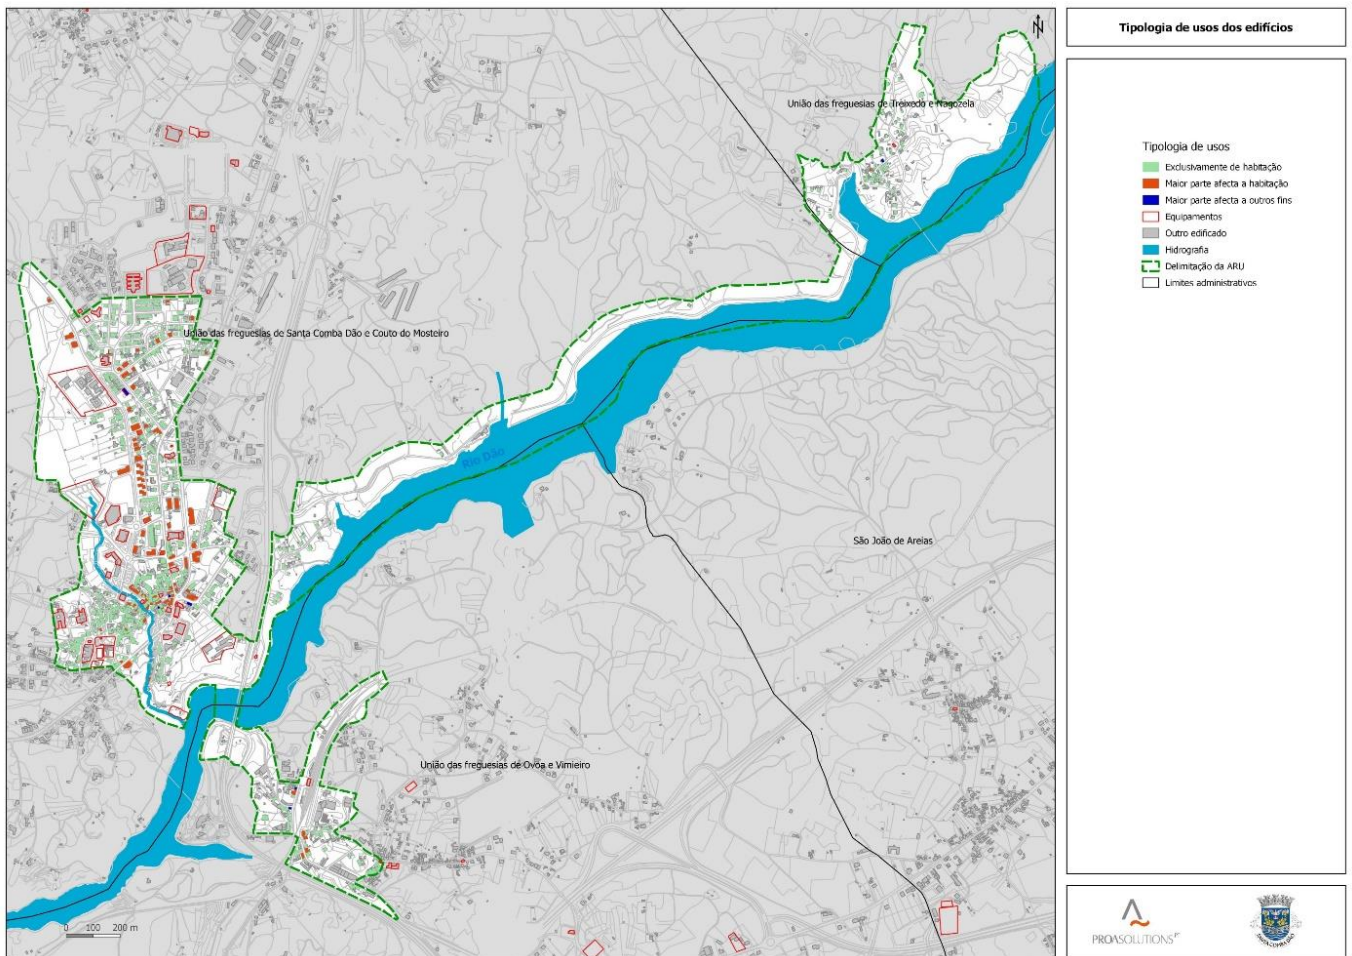 Tipologia de usos dos edifícios
N
União das freguesias de Treixedo e Nagozela
União das freguesias de Santa Comba Dão e Couto do Mosteiro
Rio Dão
São João de Areias
União das freguesias de Ovoa e Vimieiro
0 100 200 m
Tipologia de usos
Exclusivamente de habitação
Maior parte afecta a habitação
Maior parte afecta a outros fins
Equipamentos
Outro edificado
Hidrografia
Delimitação da ARU
Limites administrativos
PROASOLUTIONS